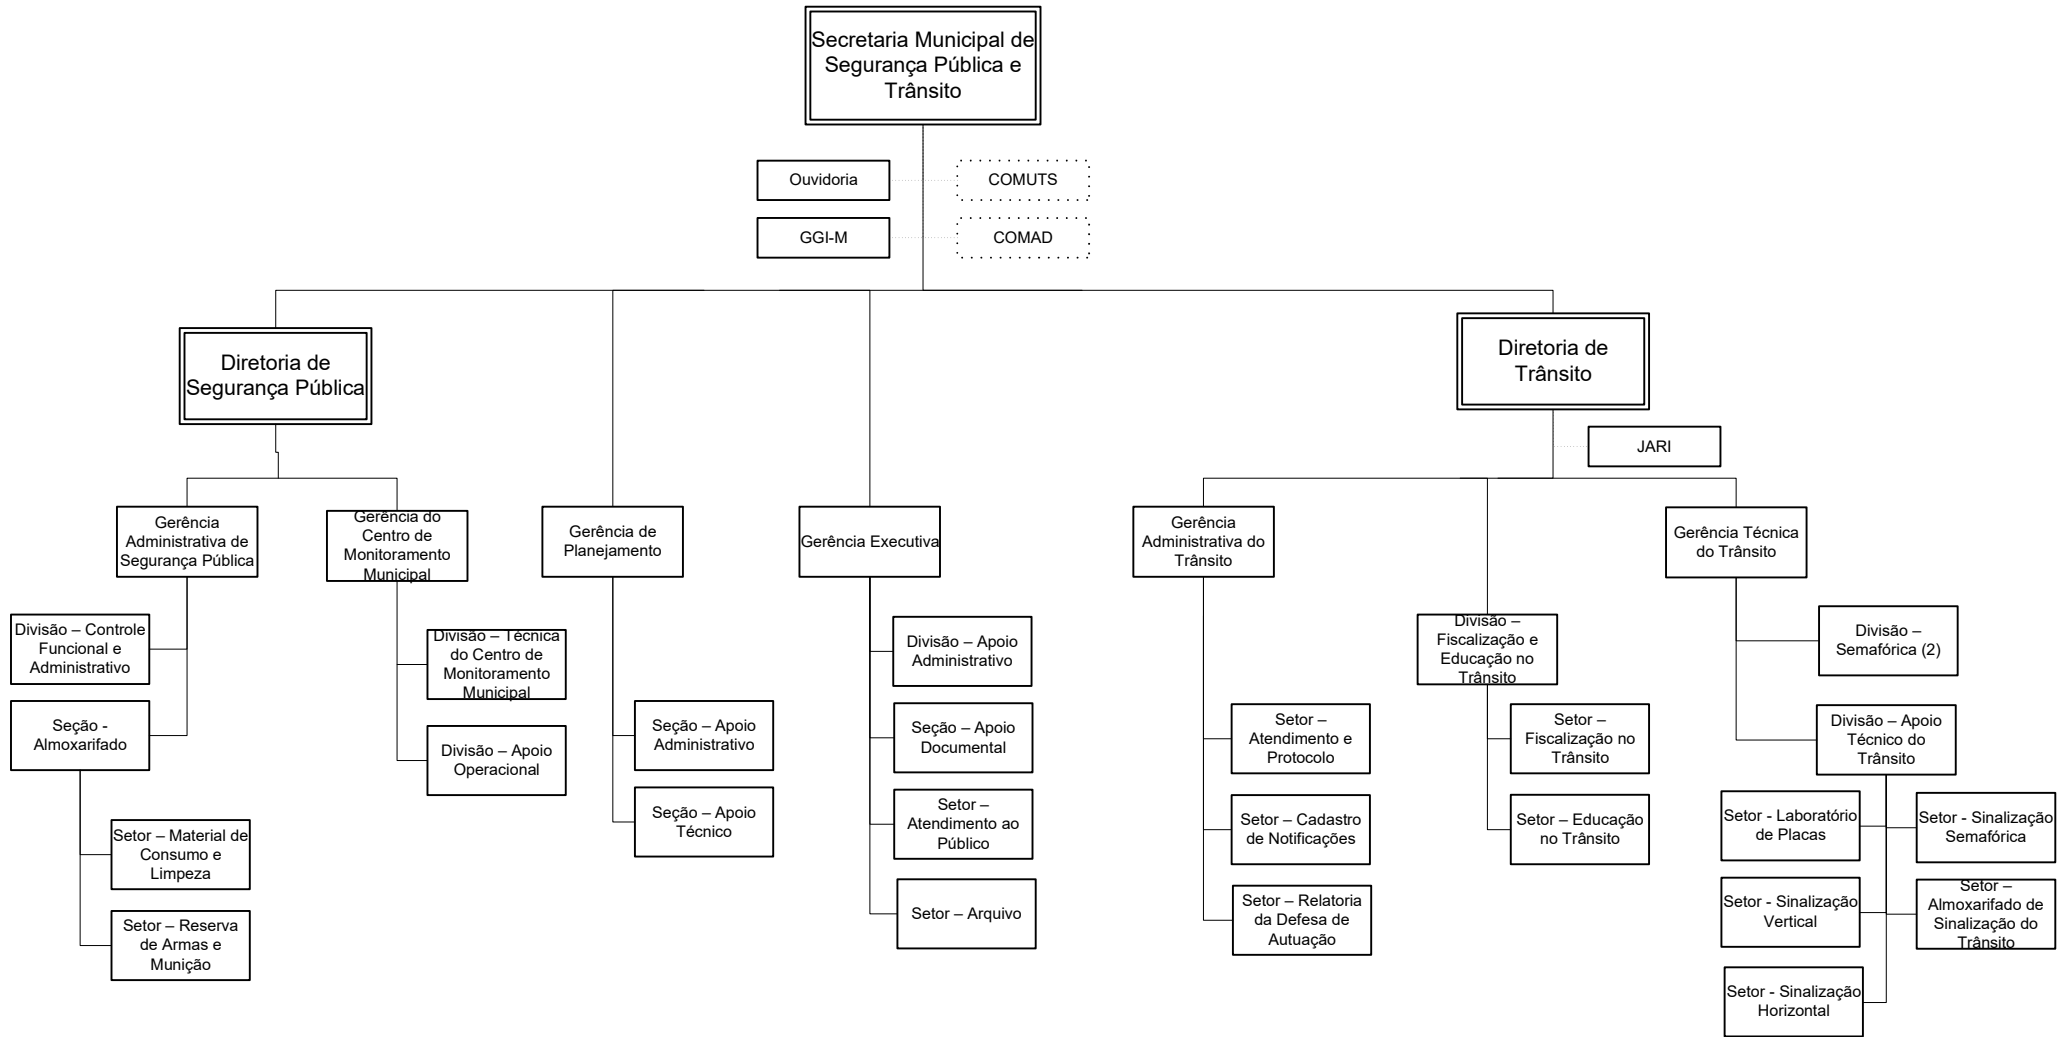 Secretaria Municipal de
Segurança Pública e
Trânsito
Ouvidoria
COMUTS
GGI-M
COMAD
Diretoria de
Segurança Pública
Diretoria de
Trânsito
JARI
Gerência
Administrativa de
Segurança Pública
Gerência do
Centro de
Monitoramento
Municipal
Gerência de
Planejamento
Gerência Executiva
Gerência
Administrativa do
Trânsito
Gerência Técnica
do Trânsito
Divisão – Controle
Funcional e
Administrativo
Seção -
Almoxarifado
Setor – Material de
Consumo e
Limpeza
Setor – Reserva
de Armas e
Munição
Divisão – Técnica
do Centro de
Monitoramento
Municipal
Divisão – Apoio
Operacional
Seção – Apoio
Administrativo
Seção – Apoio
Técnico
Divisão – Apoio
Administrativo
Seção – Apoio
Documental
Setor –
Atendimento ao
Público
Setor – Arquivo
Setor –
Atendimento e
Protocolo
Setor – Cadastro
de Notificações
Setor – Relatoria
da Defesa de
Autuação
Divisão –
Fiscalização e
Educação no
Trânsito
Setor –
Fiscalização no
Trânsito
Setor – Educação
no Trânsito
Divisão –
Semafórica (2)
Divisão – Apoio
Técnico do
Trânsito
Setor - Laboratório
de Placas
Setor - Sinalização
Semafórica
Setor - Sinalização
Vertical
Setor –
Almoxarifado de
Sinalização do
Trânsito
Setor - Sinalização
Horizontal